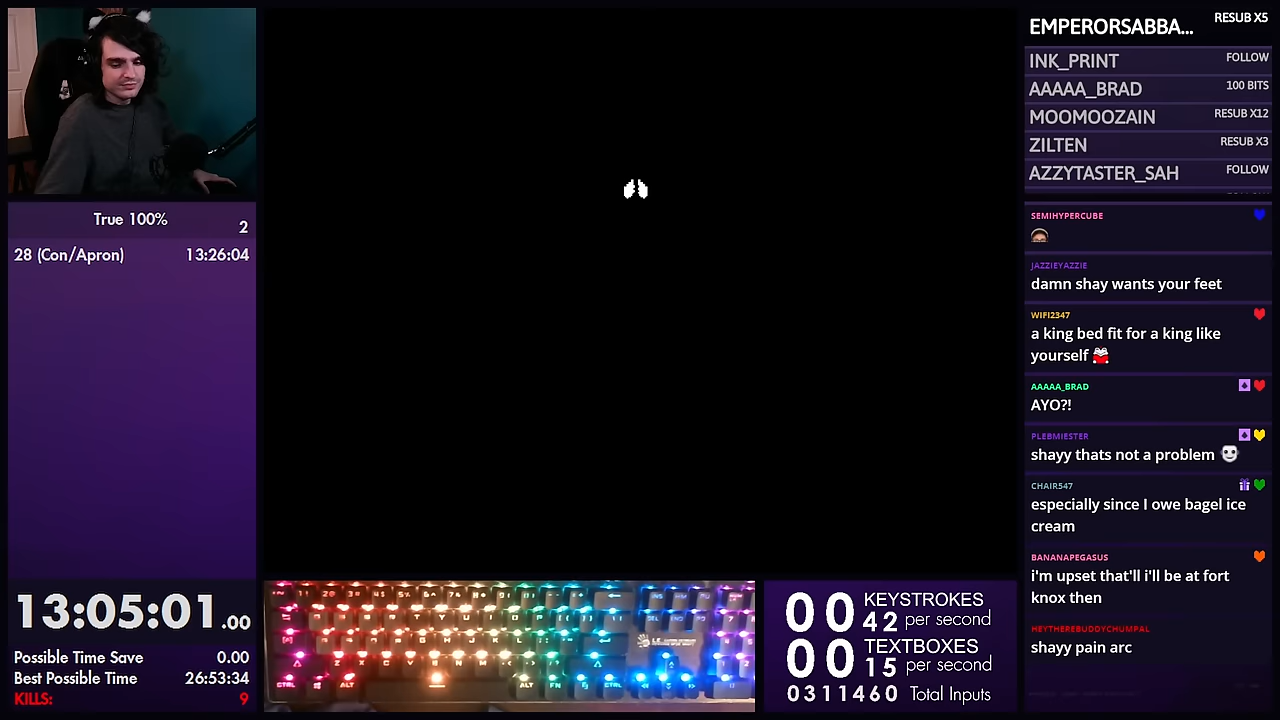 EMPERORSABBA... RESUB X5
INK_PRINT FOLLOW
AAAAA_BRAD 100 BITS
MOOMOOZAIN RESUB X12
ZILTEN RESUB X3
AZZYTASTER_SAH FOLLOW
True 100% 2
28 (Con/Apron) 13:26:04
SEMIHYPERCUBE
JAZZIEYAZZIE
damn shay wants your feet
WIFI2347
a king bed fit for a king like
yourself
AAAAA_BRAD
AYO?!
PLEBMIESTER
shayy thats not a problem
CHAIR547
especially since I owe bagel ice
cream
BANANAPEGASUS
i'm upset that'll i'll be at fort
knox then
HEYTHEREBUDDYCHUMPAL
shayy pain arc
13:05:01.00
Possible Time Save 0.00
Best Possible Time 26:53:34
KILLS: 9
00.42 KEYSTROKES
per second
00.15 TEXTBOXES
per second
0311460 Total Inputs